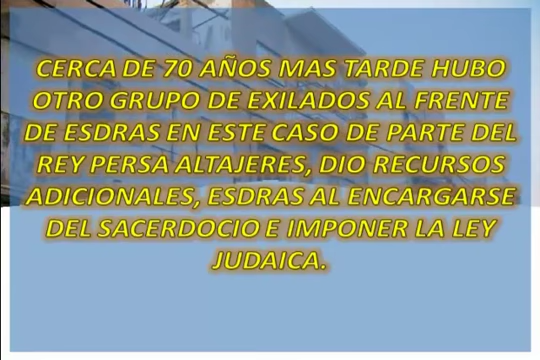 CERCA DE 70 AÑOS MAS TARDE HUBO
OTRO GRUPO DE EXILADOS AL FRENTE
DE ESDRAS EN ESTE CASO DE PARTE DEL
REY PERSA ALTAJERES, DIO RECURSOS
ADICIONALES, ESDRAS AL ENCARGARSE
DEL SACERDOCIO E IMPONER LA LEY
JUDAICA.